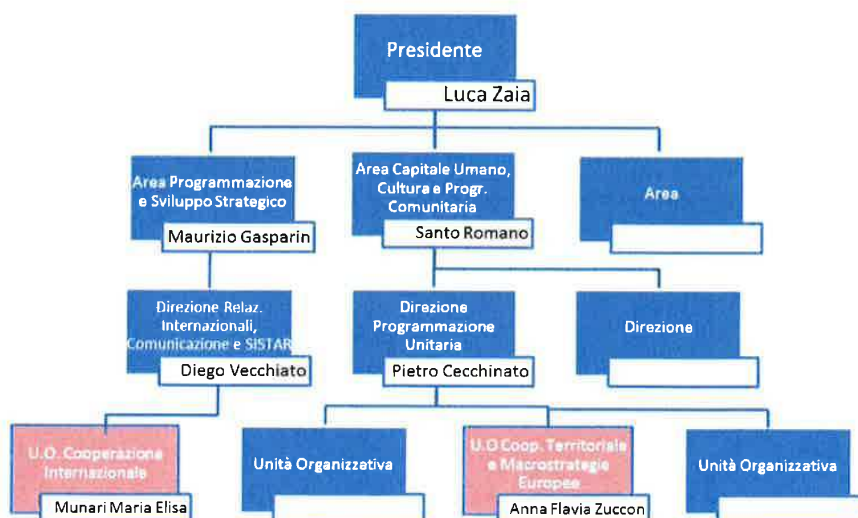 Presidente
Luca Zaia
Area Programmazione
e Sviluppo Strategico
Maurizio Gasparin
Area Capitale Umano,
Cultura e Progr.
Comunitaria
Santo Romano
Area
Direzione Relaz.
Internazionali,
Comunicazione e SISTAR
Diego Vecchiato
Direzione
Programmazione
Unitaria
Pietro Cecchinato
Direzione
U.O. Cooperazione
Internazionale
Munari Maria Elisa
Unità Organizzativa
U.O Coop. Territoriale
e Macrostrategie
Europee
Anna Flavia Zuccon
Unità Organizzativa